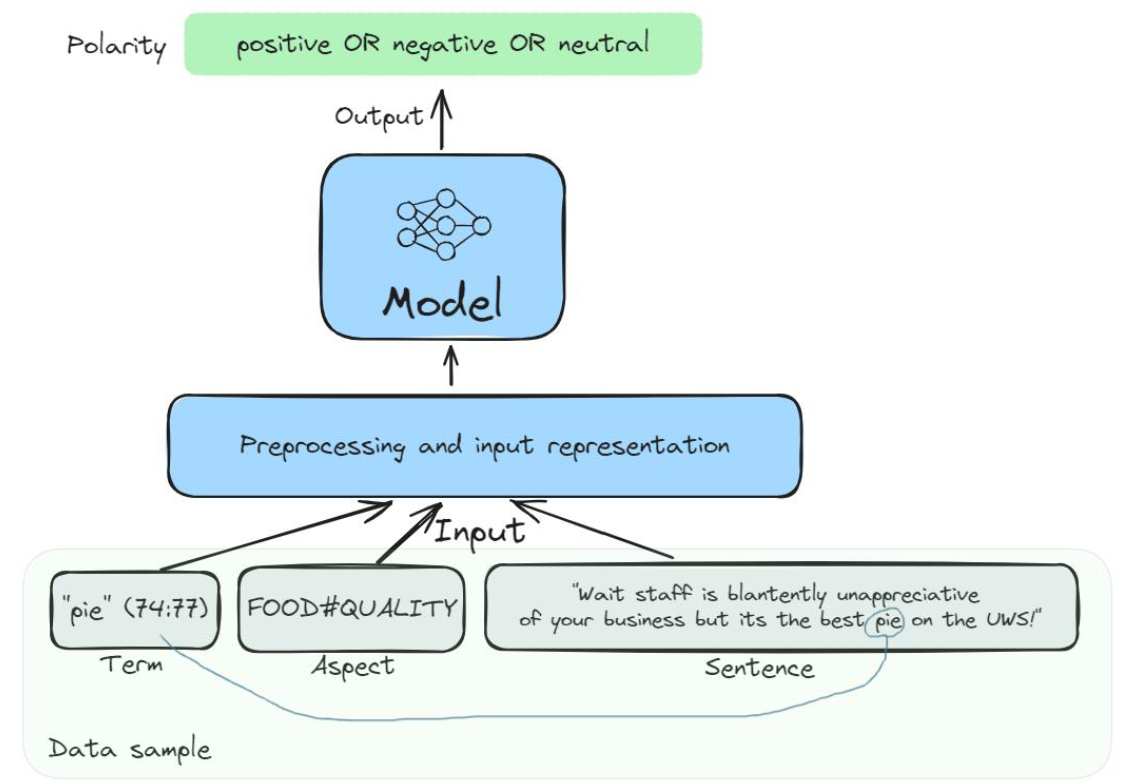 Polarity
positive OR negative OR neutral
Output
Model
Preprocessing and input representation
Input
"pie" (74:77)
FOOD#QUALITY
"Wait staff is blantently unappreciative
of your business but its the best pie on the UWS!"
Term
Aspect
Sentence
Data sample